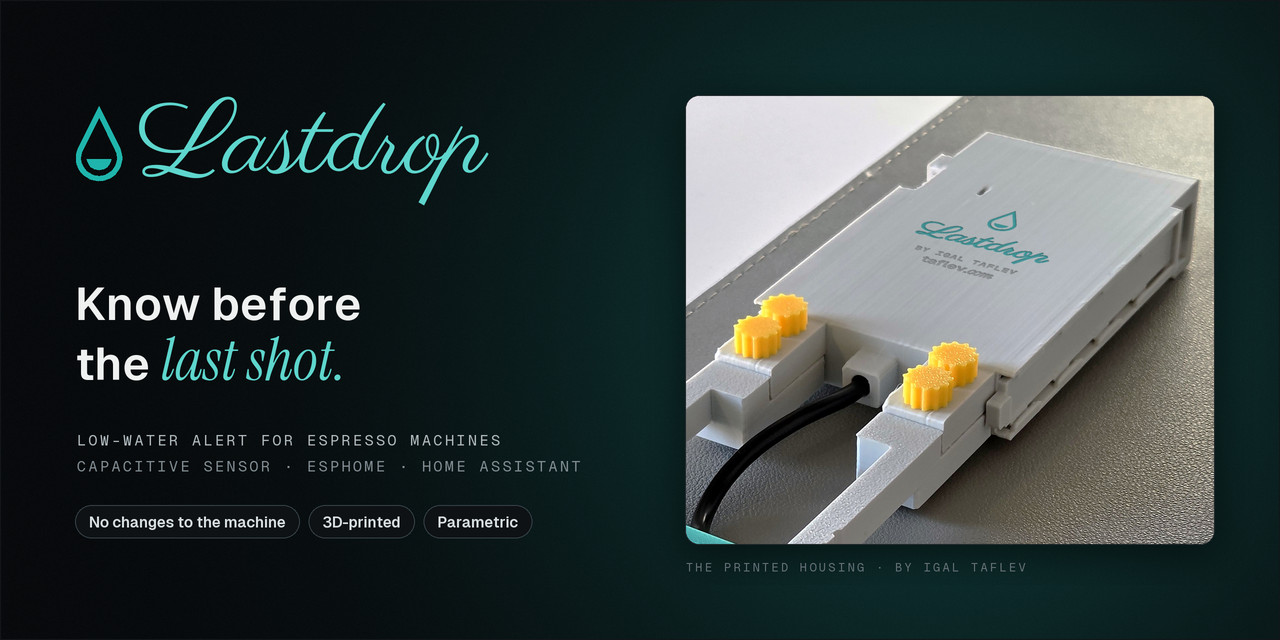 Lastdrop
Know before
the last shot.
LOW-WATER ALERT FOR ESPRESSO MACHINES
CAPACITIVE SENSOR · ESPHOME · HOME ASSISTANT
No changes to the machine
3D-printed
Parametric
Lastdrop
BY IGAL TAFLEV
taflev.com
THE PRINTED HOUSING · BY IGAL TAFLEV